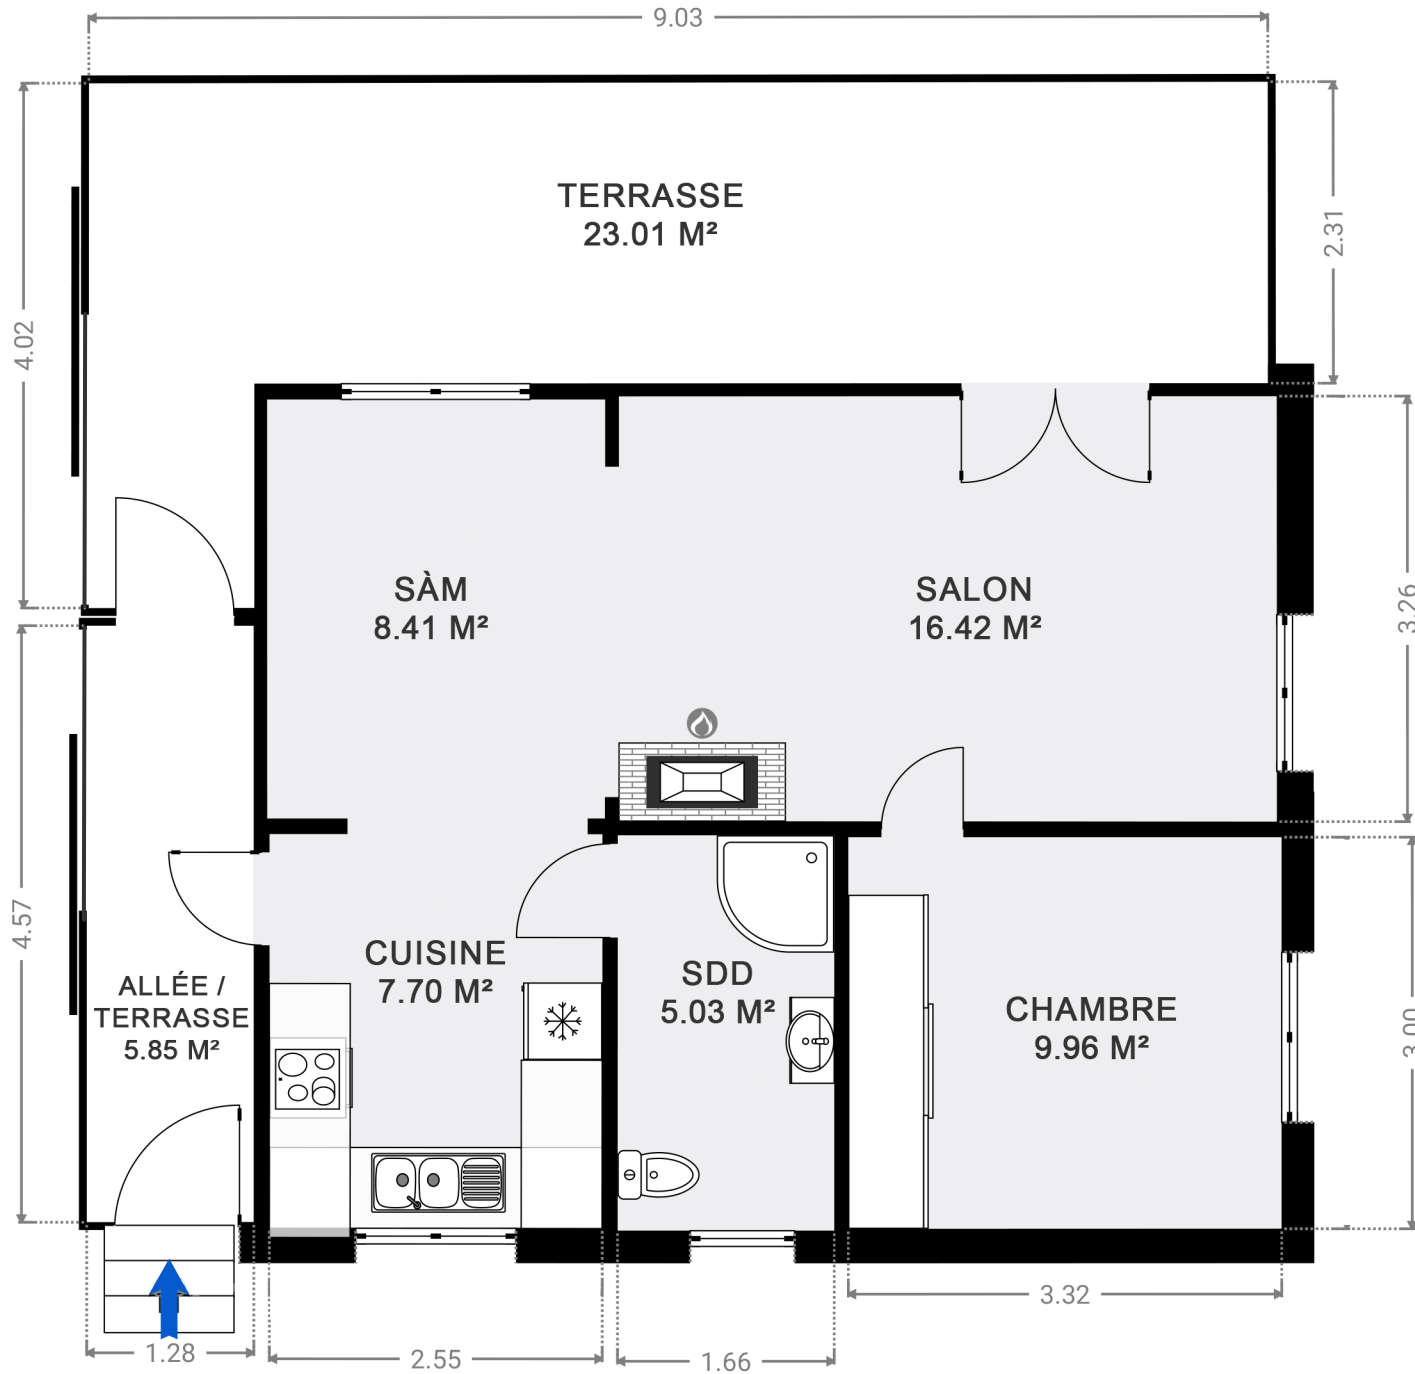 9.03
TERRASSE
23.01 M²
2.31
4.02
SÀM
8.41 M²
SALON
16.42 M²
3.26
4.57
CUISINE
7.70 M²
SDD
5.03 M²
ALLÉE /
TERRASSE
5.85 M²
CHAMBRE
9.96 M²
3.00
3.32
1.28
2.55
1.66